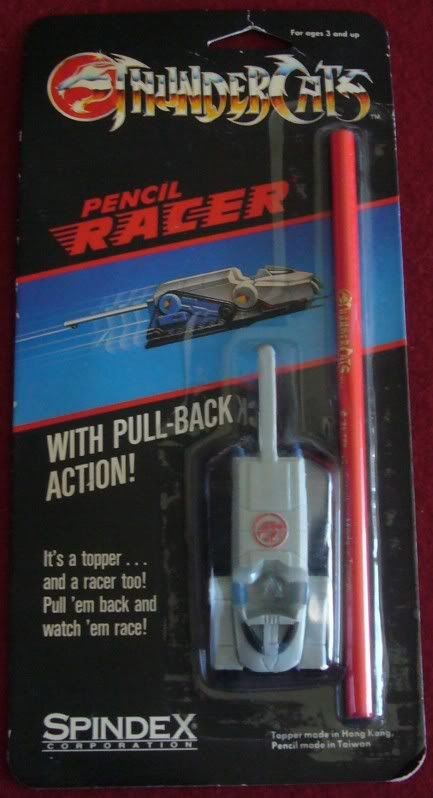 For ages 3 and up
THUNDERCATS
TM
PENCIL
RACER
WITH PULL-BACK
ACTION!
THUNDERCATS
It's a topper...
and a racer too!
Pull 'em back and
watch 'em race!
SPINDEX
CORPORATION
Topper made in Hong Kong.
Pencil made in Taiwan